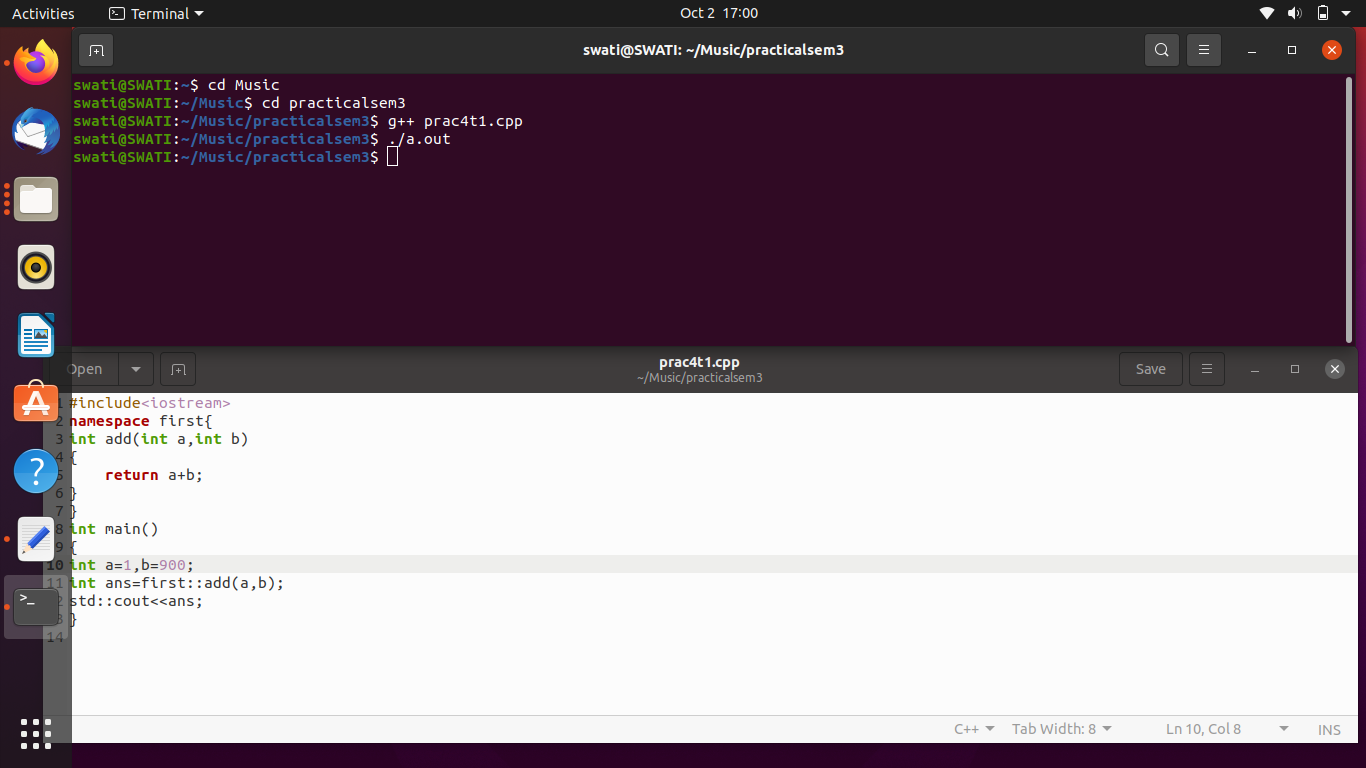 Activities Terminal Oct 2 17:00
swati@SWATI: ~/Music/practicalsem3
swati@SWATI:~$ cd Music
swati@SWATI:~/Music$ cd practicalsem3
swati@SWATI:~/Music/practicalsem3$ g++ prac4t1.cpp
swati@SWATI:~/Music/practicalsem3$ ./a.out
swati@SWATI:~/Music/practicalsem3$
Open prac4t1.cpp Save
~/Music/practicalsem3
1 #include<iostream>
2 namespace first{
3 int add(int a,int b)
4 {
5 return a+b;
6 }
7 }
8 int main()
9 {
10 int a=1,b=900;
11 int ans=first::add(a,b);
2 std::cout<<ans;
3 }
14
C++ Tab Width: 8 Ln 10, Col 8 INS